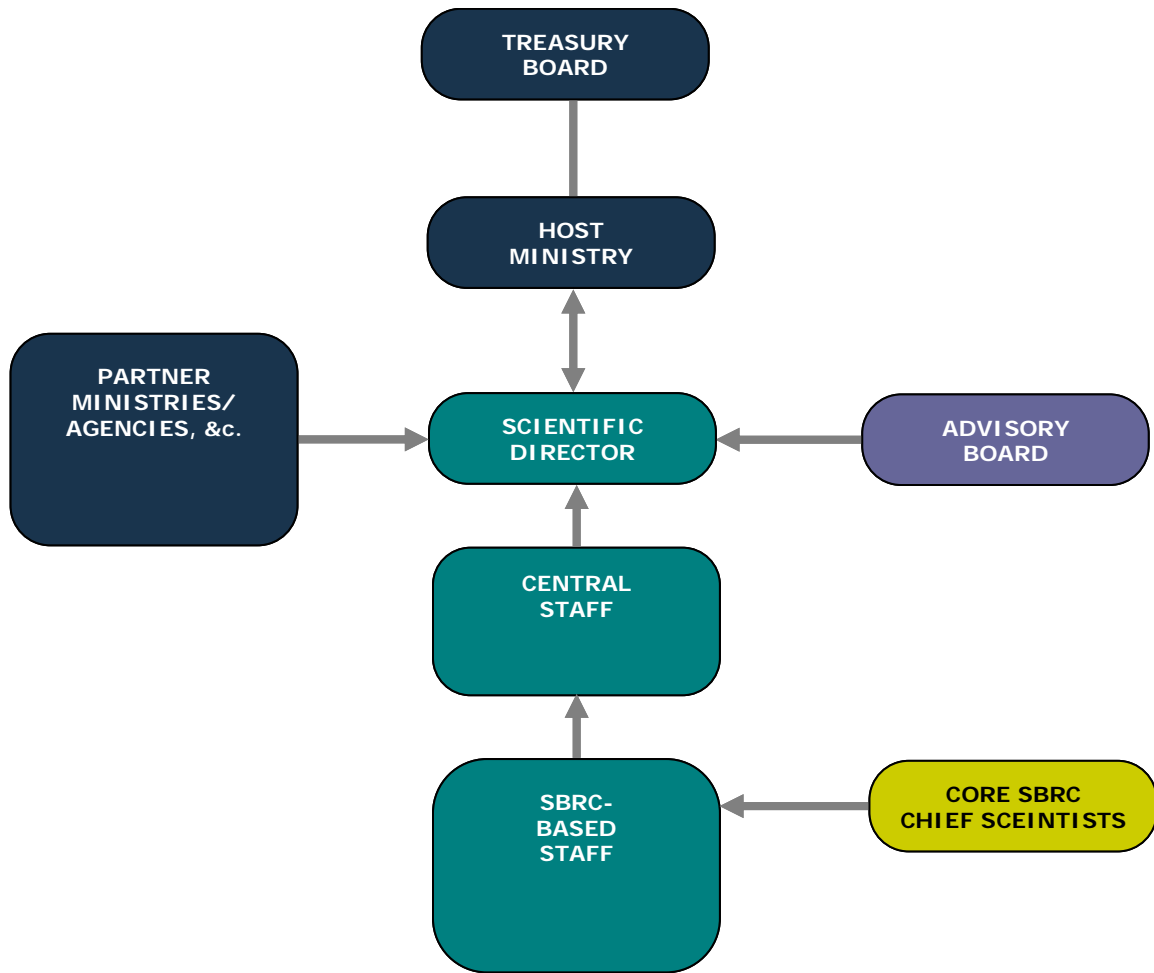 TREASURY
BOARD
HOST
MINISTRY
PARTNER
MINISTRIES/
AGENCIES, &c.
SCIENTIFIC
DIRECTOR
ADVISORY
BOARD
CENTRAL
STAFF
SBRC-
BASED
STAFF
CORE SBRC
CHIEF SCEINTISTS